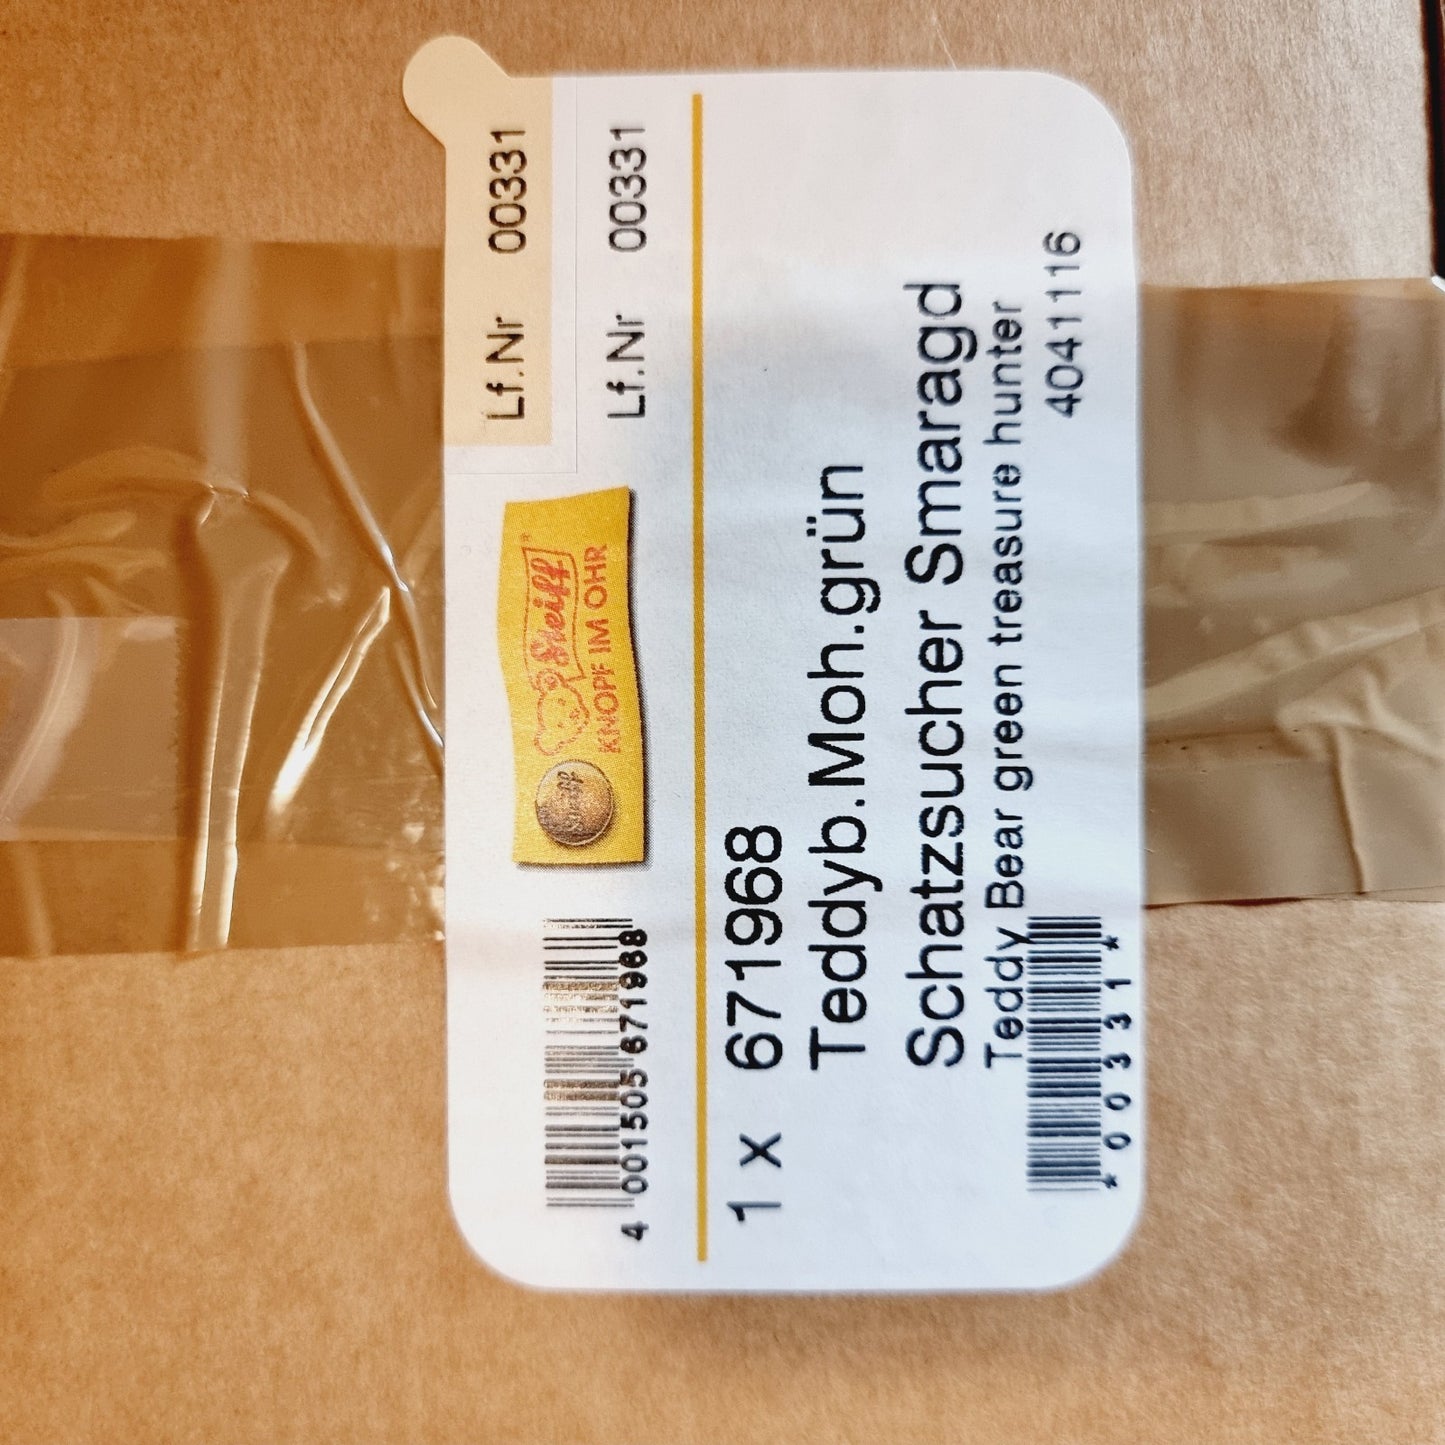 Lf.Nr 00331
Lf.Nr 00331
Steiff
KNOPF IM OHR
Steiff
4 001505 671968
1 x 671968
Teddyb.Moh.grün
Schatzsucher Smaragd
Teddy Bear green treasure hunter
4041116
*00331*